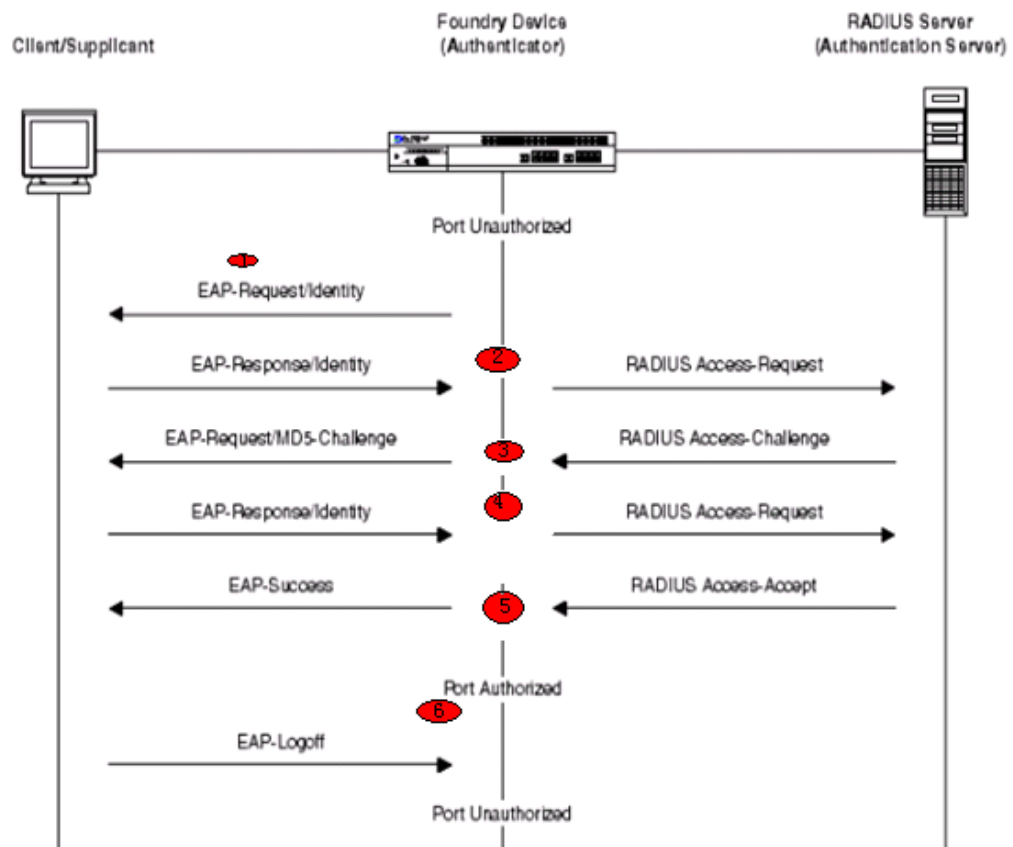 Foundry Device
(Authenticator)
RADIUS Server
(Authentication Server)
Client/Supplicant
Port Unauthorized
1
EAP-Request/Identity
2
EAP-Response/Identity
RADIUS Access-Request
EAP-Request/MD5-Challenge
3
RADIUS Access-Challenge
4
EAP-Response/Identity
RADIUS Access-Request
EAP-Success
5
RADIUS Access-Accept
Port Authorized
6
EAP-Logoff
Port Unauthorized